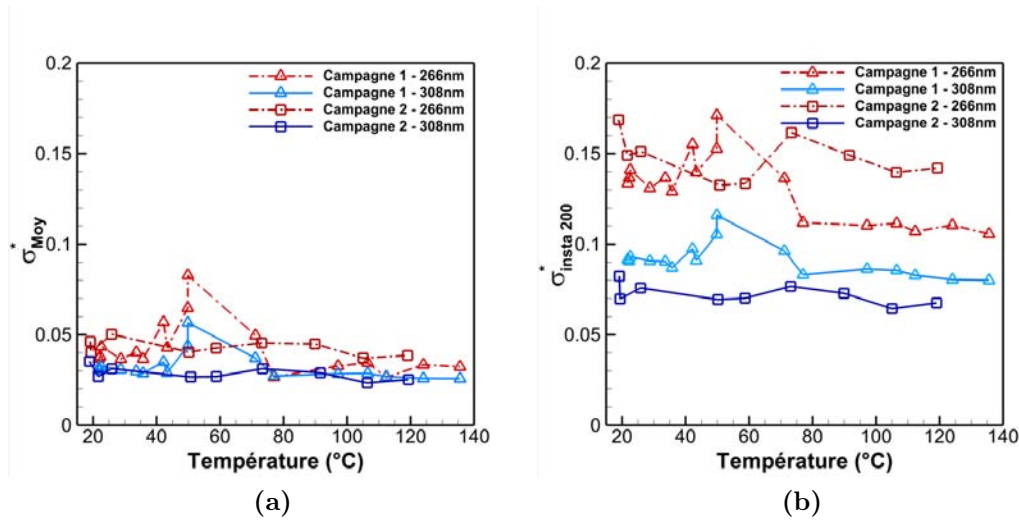 0.2
0.15
0.1
0.05
0
σ*Moy
Campagne 1 - 266nm
Campagne 1 - 308nm
Campagne 2 - 266nm
Campagne 2 - 308nm
20 40 60 80 100 120 140
Température (°C)
(a)
0.2
0.15
0.1
0.05
0
σ*insta 200
Campagne 1 - 266nm
Campagne 1 - 308nm
Campagne 2 - 266nm
Campagne 2 - 308nm
20 40 60 80 100 120 140
Température (°C)
(b)